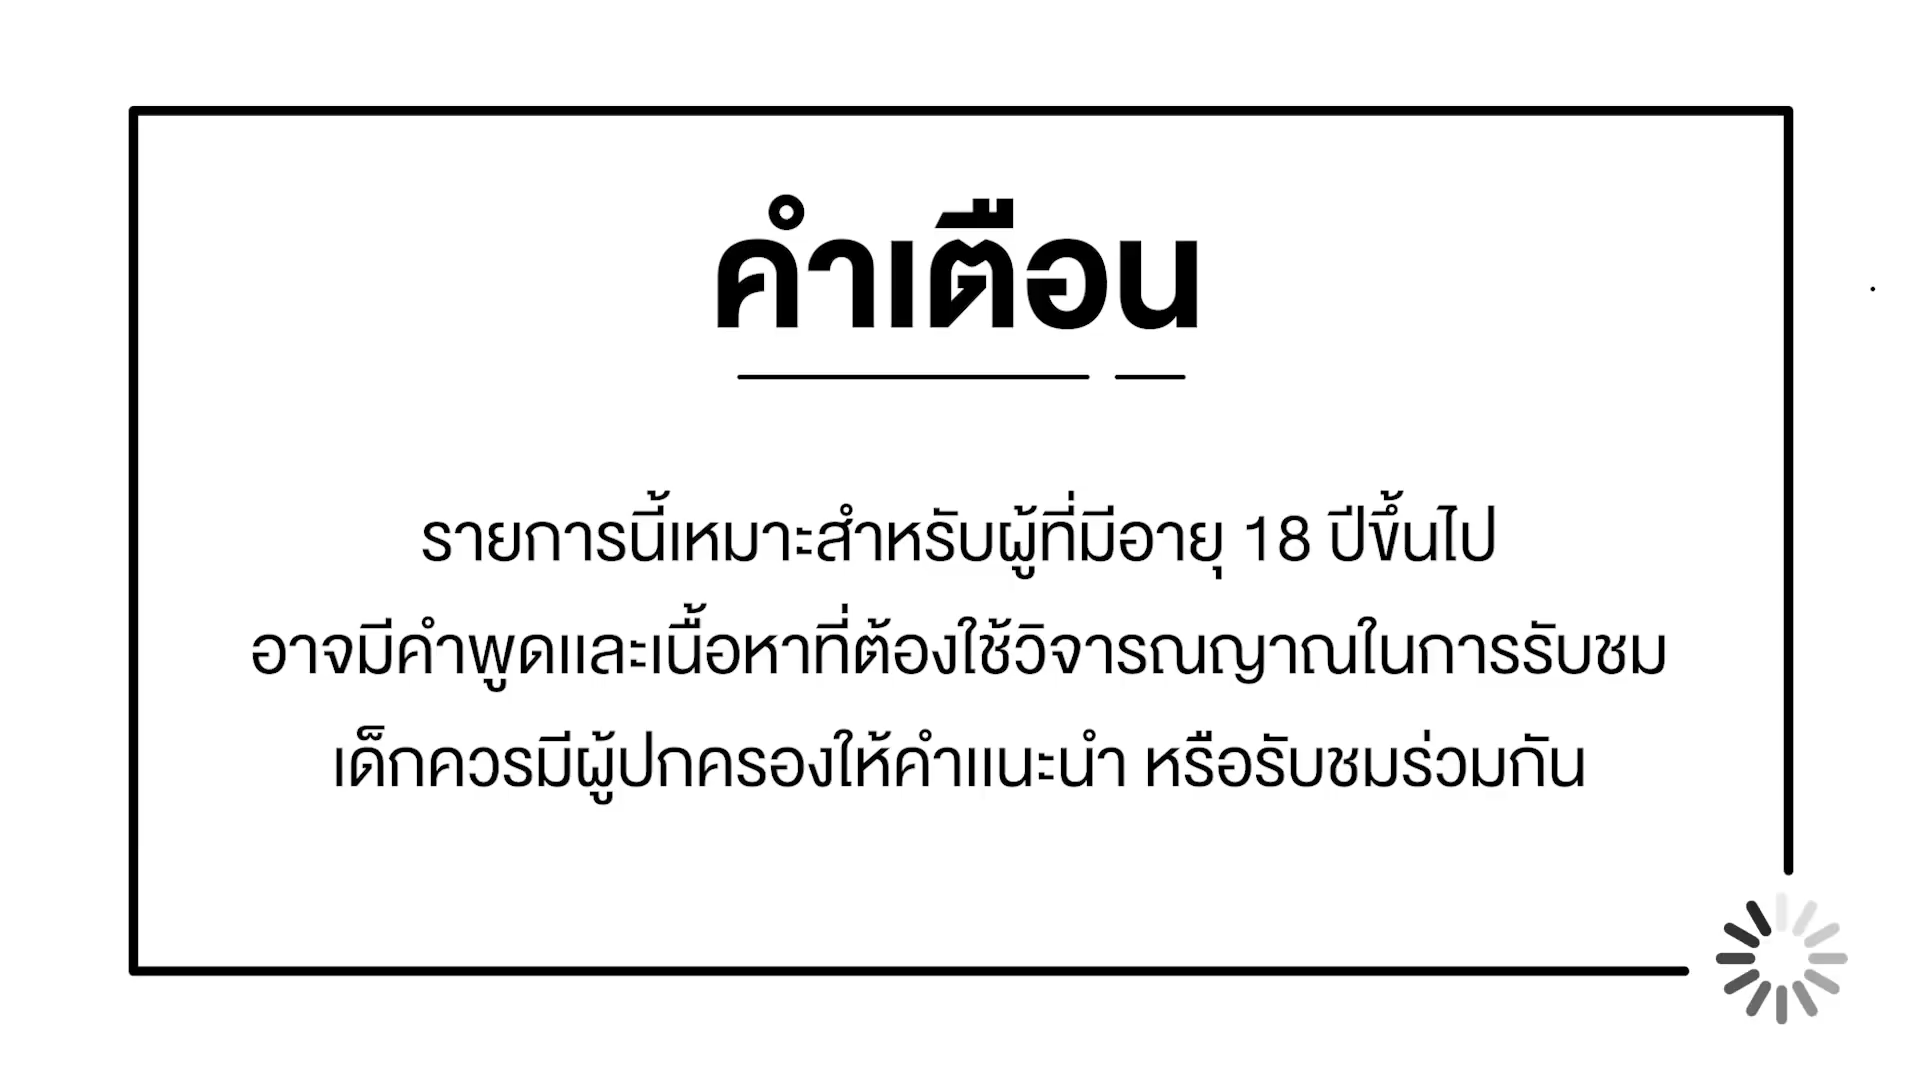 คำเตือน
รายการนี้เหมาะสำหรับผู้ที่มีอายุ 18 ปีขึ้นไป
อาจมีคำพูดและเนื้อหาที่ต้องใช้วิจารณญาณในการรับชม
เด็กควรมีผู้ปกครองให้คำแนะนำ หรือรับชมร่วมกัน